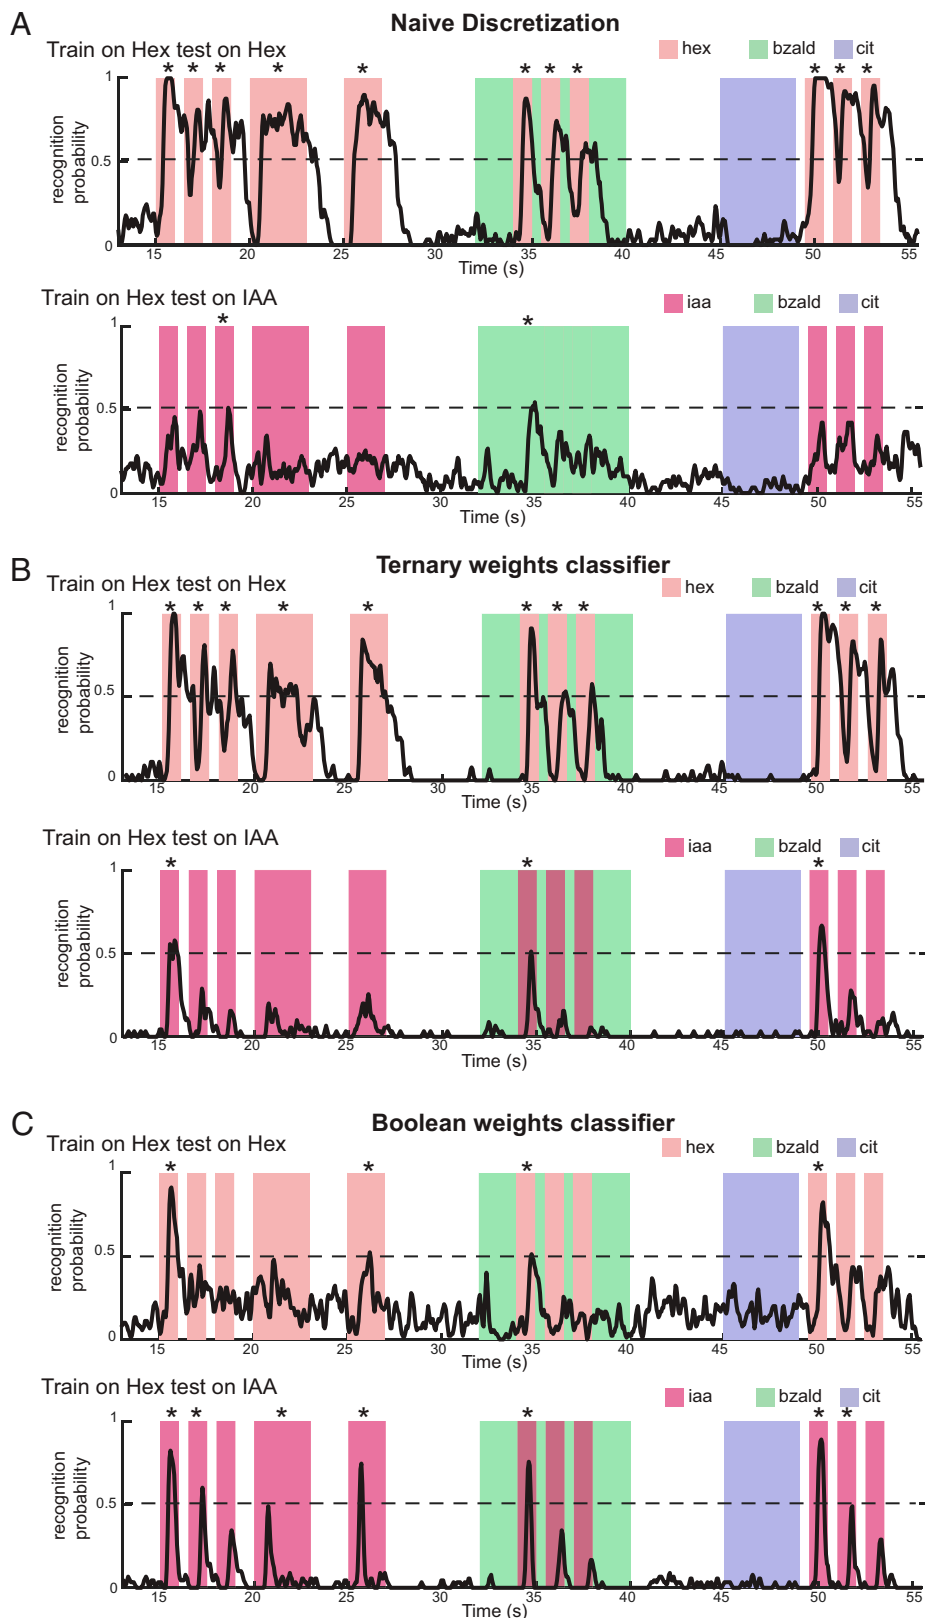 A
Naive Discretization
Train on Hex test on Hex
hex bzald cit
* * * * * * * * * * *
1
0.5
0
recognition probability
15 20 25 30 35 40 45 50 55
Time (s)
Train on Hex test on IAA
iaa bzald cit
* *
1
0.5
0
recognition probability
15 20 25 30 35 40 45 50 55
Time (s)
B
Ternary weights classifier
Train on Hex test on Hex
hex bzald cit
* * * * * * * * * * *
1
0.5
0
recognition probability
15 20 25 30 35 40 45 50 55
Time (s)
Train on Hex test on IAA
iaa bzald cit
* * *
1
0.5
0
recognition probability
15 20 25 30 35 40 45 50 55
Time (s)
C
Boolean weights classifier
Train on Hex test on Hex
hex bzald cit
* * * *
1
0.5
0
recognition probability
15 20 25 30 35 40 45 50 55
Time (s)
Train on Hex test on IAA
iaa bzald cit
* * * * * * *
1
0.5
0
recognition probability
15 20 25 30 35 40 45 50 55
Time (s)